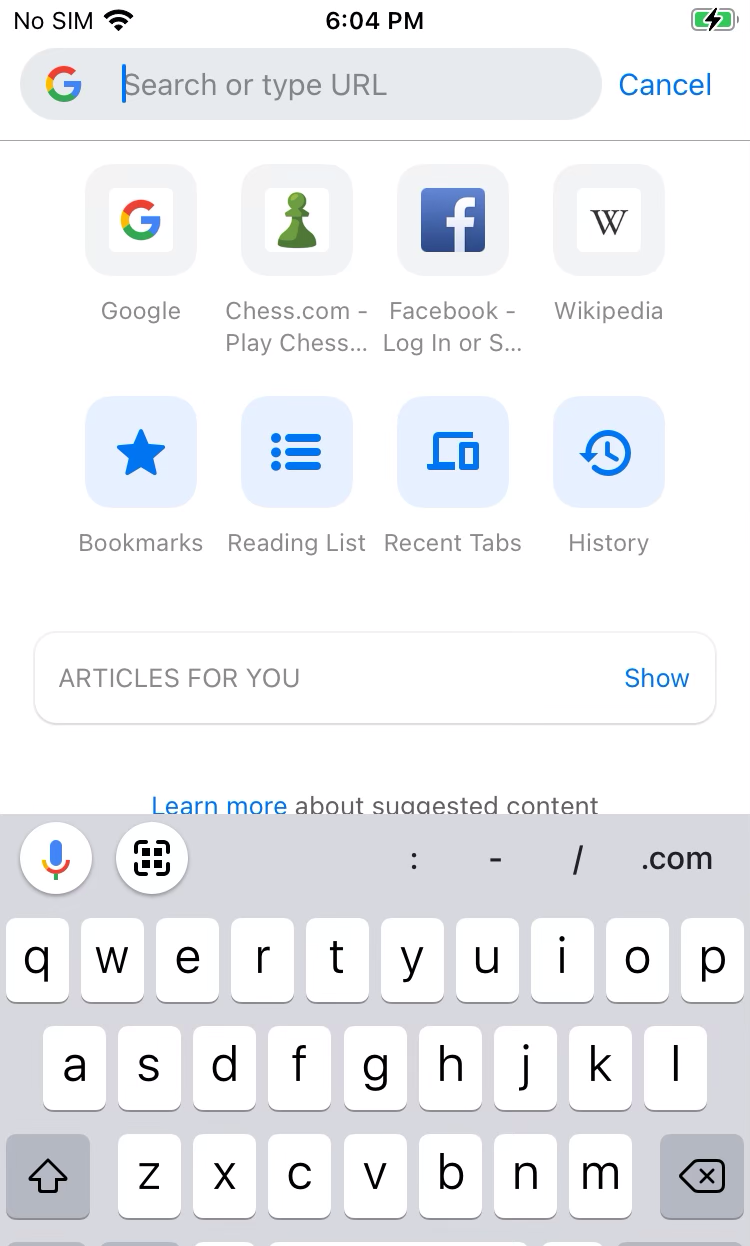 No SIM 6:04 PM
Search or type URL Cancel
Google Chess.com - Facebook - Wikipedia
Play Chess... Log In or S...
Bookmarks Reading List Recent Tabs History
ARTICLES FOR YOU Show
Learn more about suggested content
: - / .com
q w e r t y u i o p
a s d f g h j k l
z x c v b n m